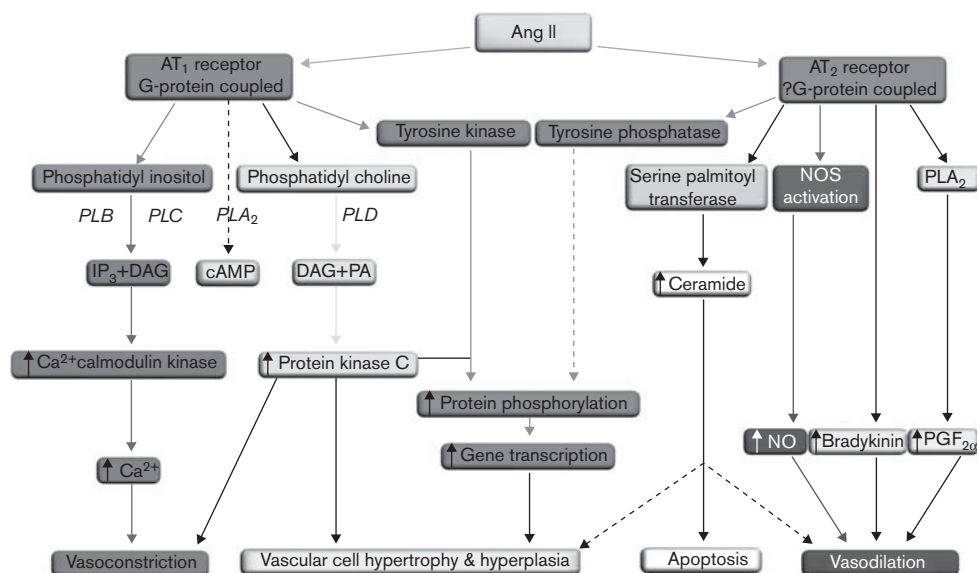 Ang II
AT₁ receptor
G-protein coupled
AT₂ receptor
?G-protein coupled
Tyrosine kinase
Tyrosine phosphatase
Phosphatidyl inositol
Phosphatidyl choline
Serine palmitoyl
transferase
NOS
activation
PLA₂
PLB
PLC
PLA₂
PLD
IP₃+DAG
cAMP
DAG+PA
Ceramide
Ca²⁺calmodulin kinase
Protein kinase C
Protein phosphorylation
NO
Bradykinin
PGF₂α
Ca²⁺
Gene transcription
Vasoconstriction
Vascular cell hypertrophy & hyperplasia
Apoptosis
Vasodilation